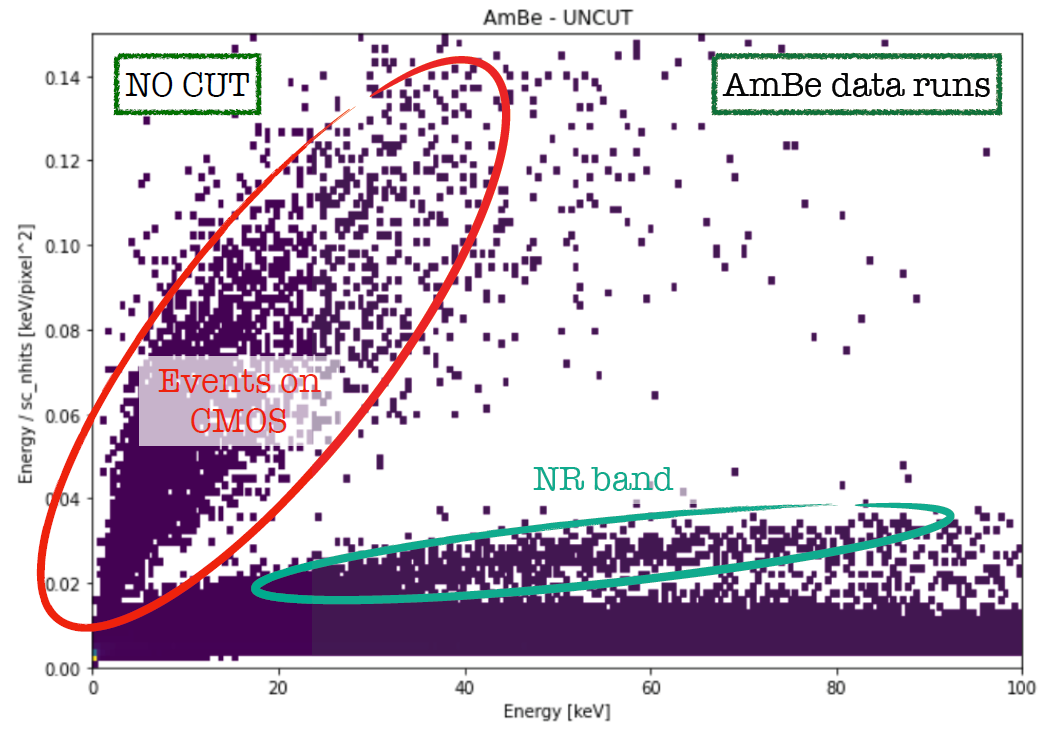 AmBe - UNCUT
NO CUT
AmBe data runs
Events on
CMOS
NR band
Energy / sc_nhits [keV/pixel^2]
0.14
0.12
0.10
0.08
0.06
0.04
0.02
0.00
0
20
40
60
80
100
Energy [keV]